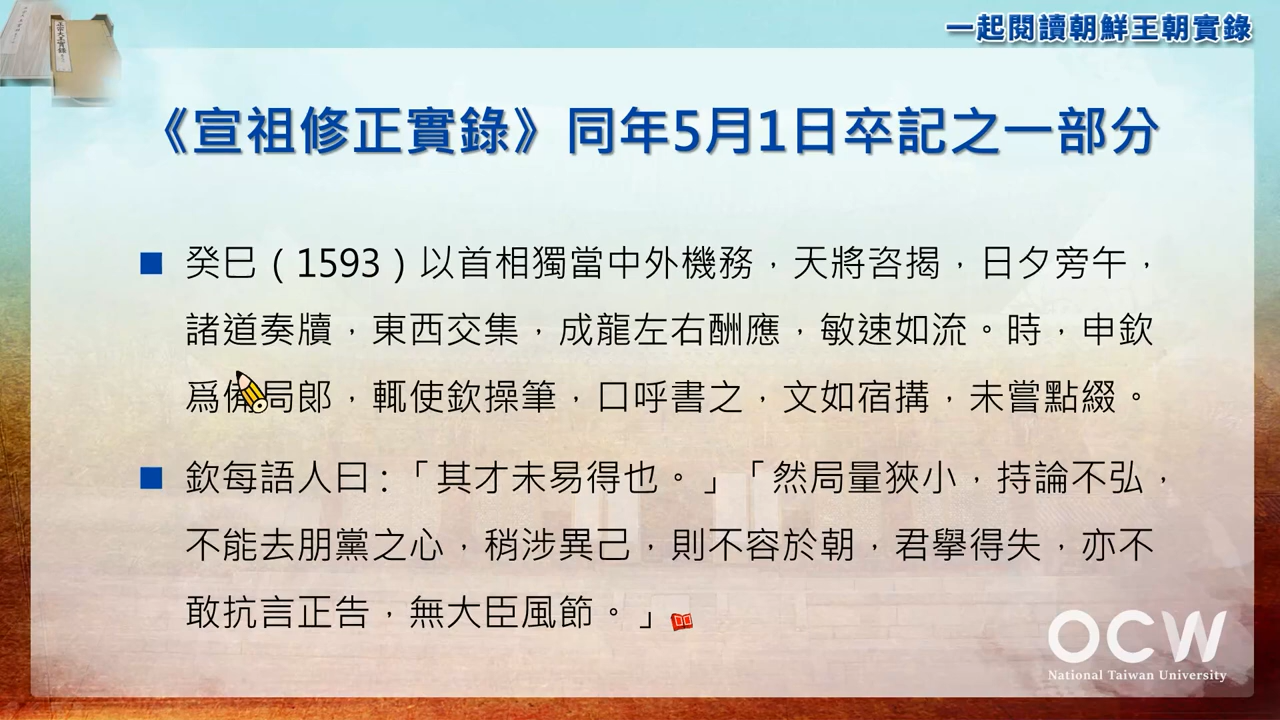 正宗大王實錄
一起閱讀朝鮮王朝實錄
《宣祖修正實錄》同年5月1日卒記之一部分
■ 癸巳（1593）以首相獨當中外機務，天將咨揭，日夕旁午，
諸道奏牘，東西交集，成龍左右酬應，敏速如流。時，申欽
爲備局郞，輒使欽操筆，口呼書之，文如宿搆，未嘗點綴。
■ 欽每語人曰：「其才未易得也。」「然局量狹小，持論不弘，
不能去朋黨之心，稍涉異己，則不容於朝，君擧得失，亦不
敢抗言正告，無大臣風節。」
OCW
National Taiwan University